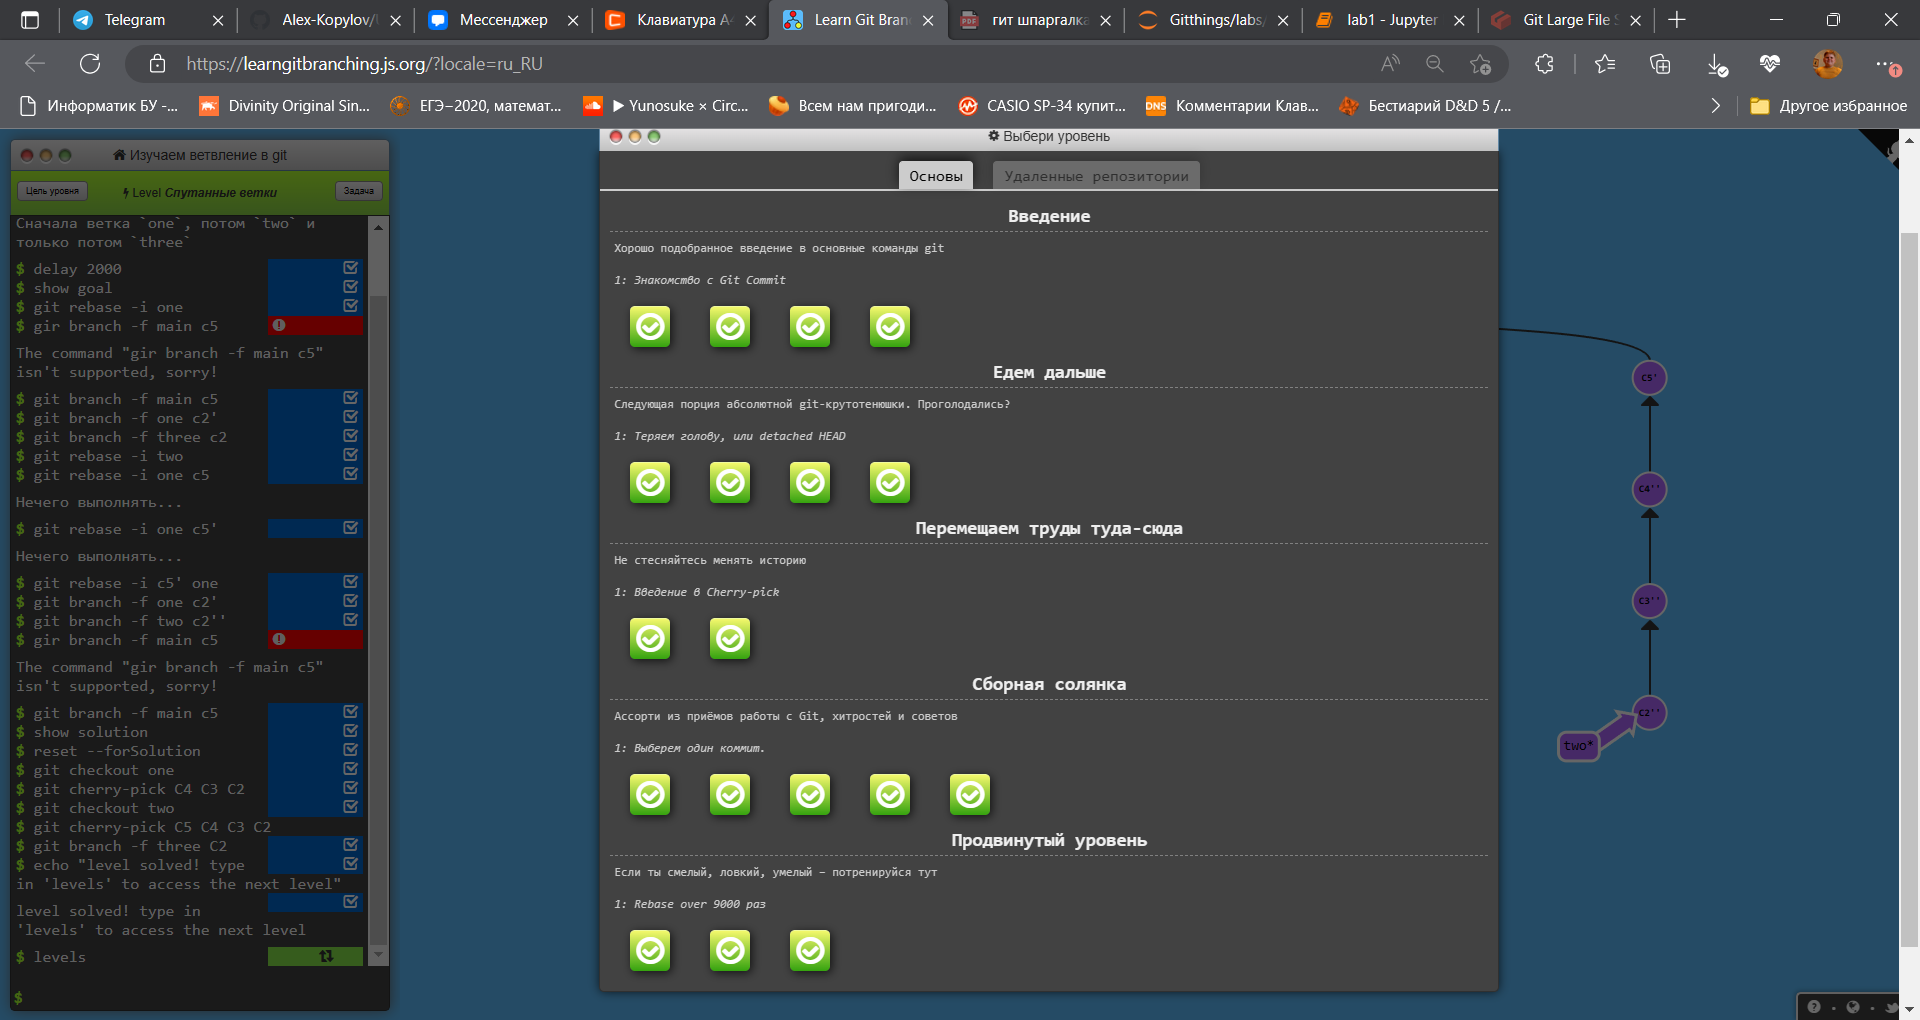 Telegram
Alex-Kopylov/
Мессенджер
Клавиатура A
Learn Git Bran
гит шпаргалка
Gitthings/labs
lab1 - Jupyter
Git Large File S
https://learngitbranching.js.org/?locale=ru_RU
Информатик БУ -...
Divinity Original Sin...
ЕГЭ−2020, математ...
▶ Yunosuke × Circ...
Всем нам пригоди...
CASIO SP-34 купит...
DNS
Комментарии Клав...
Бестиарий D&D 5 /...
Другое избранное
Изучаем ветвление в git
Цель уровня
Level Спутанные ветки
Задача
Сначала ветка `one`, потом `two` и
только потом `three`
$ delay 2000
$ show goal
$ git rebase -i one
$ gir branch -f main c5
The command "gir branch -f main c5"
isn't supported, sorry!
$ git branch -f main c5
$ git branch -f one c2'
$ git branch -f three c2
$ git rebase -i two
$ git rebase -i one c5
Нечего выполнять...
$ git rebase -i one c5'
Нечего выполнять...
$ git rebase -i c5' one
$ git branch -f one c2'
$ git branch -f two c2''
$ gir branch -f main c5
The command "gir branch -f main c5"
isn't supported, sorry!
$ git branch -f main c5
$ show solution
$ reset --forSolution
$ git checkout one
$ git cherry-pick C4 C3 C2
$ git checkout two
$ git cherry-pick C5 C4 C3 C2
$ git branch -f three C2
$ echo "level solved! type
in 'levels' to access the next level"
level solved! type in
'levels' to access the next level
$ levels
$
Выбери уровень
Основы
Удаленные репозитории
Введение
Хорошо подобранное введение в основные команды git
1: Знакомство с Git Commit
Едем дальше
Следующая порция абсолютной git-крутотенюшки. Проголодались?
1: Теряем голову, или detached HEAD
Перемещаем труды туда-сюда
Не стесняйтесь менять историю
1: Введение в Cherry-pick
Сборная солянка
Ассорти из приёмов работы с Git, хитростей и советов
1: Выберем один коммит.
Продвинутый уровень
Если ты смелый, ловкий, умелый – потренируйся тут
1: Rebase over 9000 раз
C5'
C4''
C3''
C2''
two*